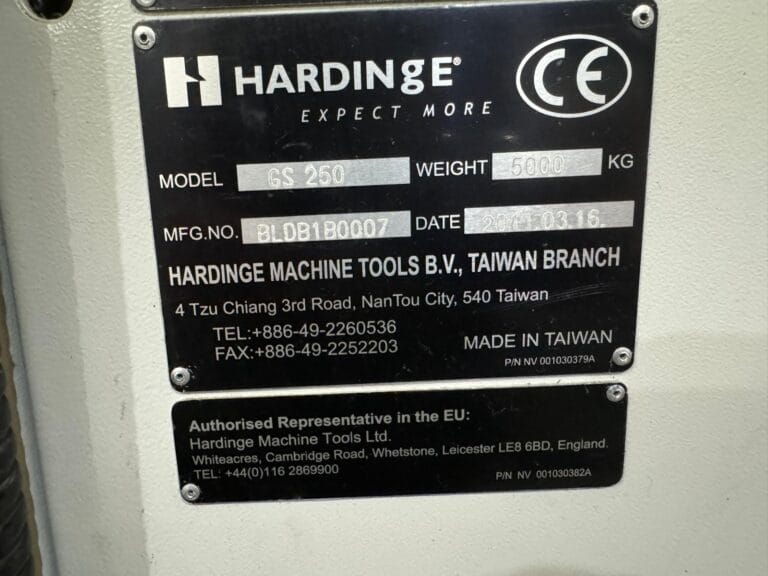 HARDINgE®
EXPECT MORE
CE
MODEL GS 250 WEIGHT 5000 KG
MFG.NO. BLDB1B0007 DATE 2011.03.16.
HARDINGE MACHINE TOOLS B.V., TAIWAN BRANCH
4 Tzu Chiang 3rd Road, NanTou City, 540 Taiwan
TEL:+886-49-2260536
FAX:+886-49-2252203
MADE IN TAIWAN
P/N NV 001030379A
Authorised Representative in the EU:
Hardinge Machine Tools Ltd.
Whiteacres, Cambridge Road, Whetstone, Leicester LE8 6BD, England.
TEL: +44(0)116 2869900
P/N NV 001030382A